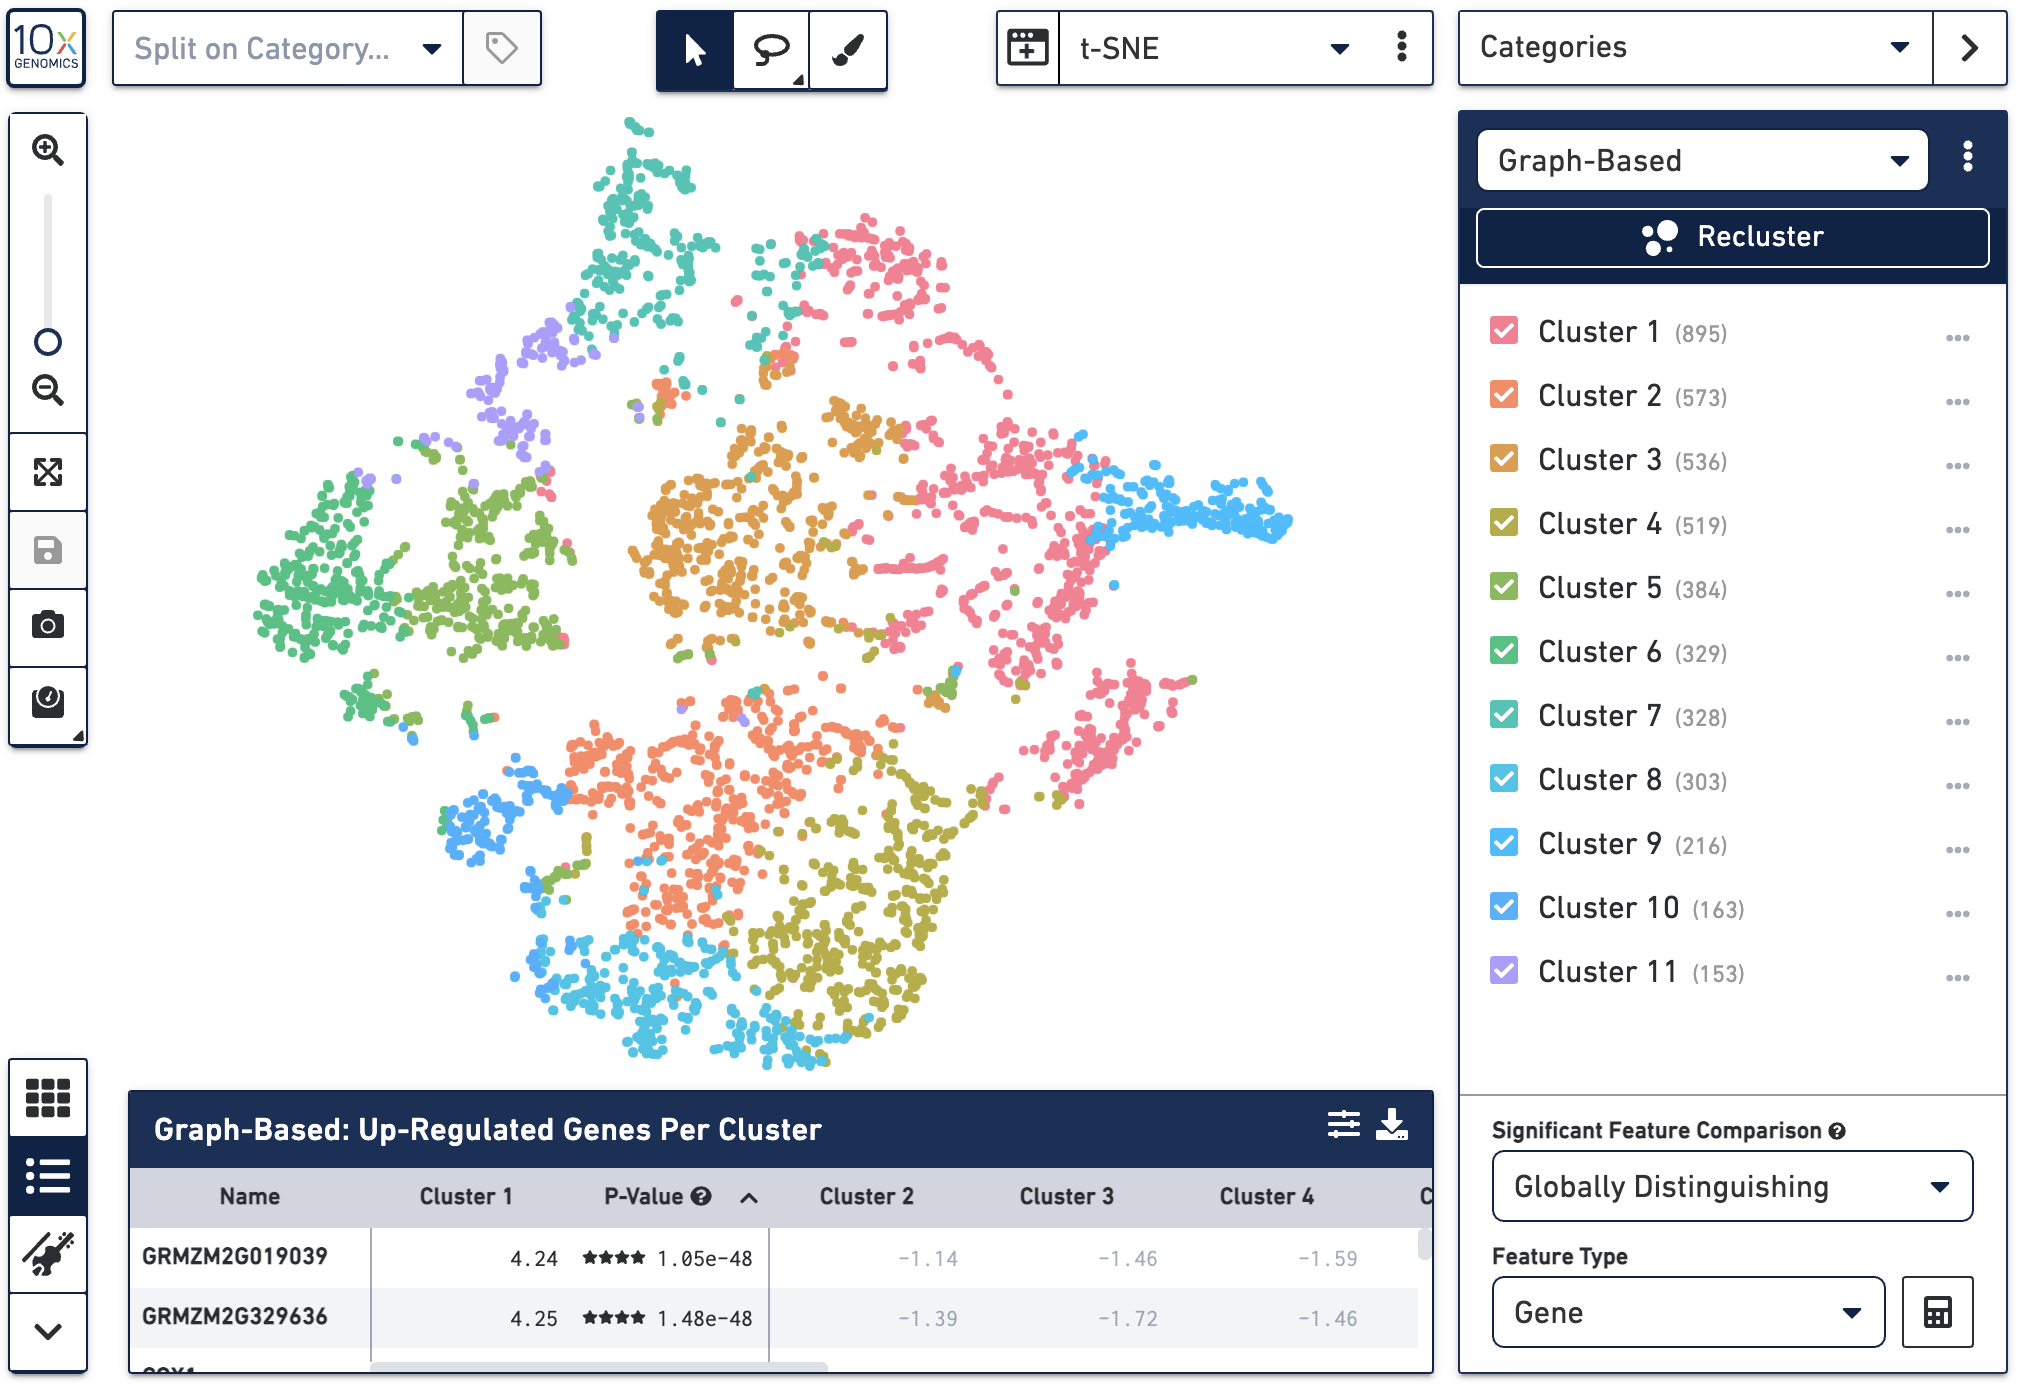 10x
GENOMICS
Split on Category...
t-SNE
Categories
Graph-Based
Recluster
Cluster 1 (895)
Cluster 2 (573)
Cluster 3 (536)
Cluster 4 (519)
Cluster 5 (384)
Cluster 6 (329)
Cluster 7 (328)
Cluster 8 (303)
Cluster 9 (216)
Cluster 10 (163)
Cluster 11 (153)
Significant Feature Comparison
Globally Distinguishing
Feature Type
Gene
Graph-Based: Up-Regulated Genes Per Cluster
Name Cluster 1 P-Value Cluster 2 Cluster 3 Cluster 4
GRMZM2G019039 4.24 ★★★★ 1.05e-48 -1.14 -1.46 -1.59
GRMZM2G329636 4.25 ★★★★ 1.48e-48 -1.39 -1.72 -1.46